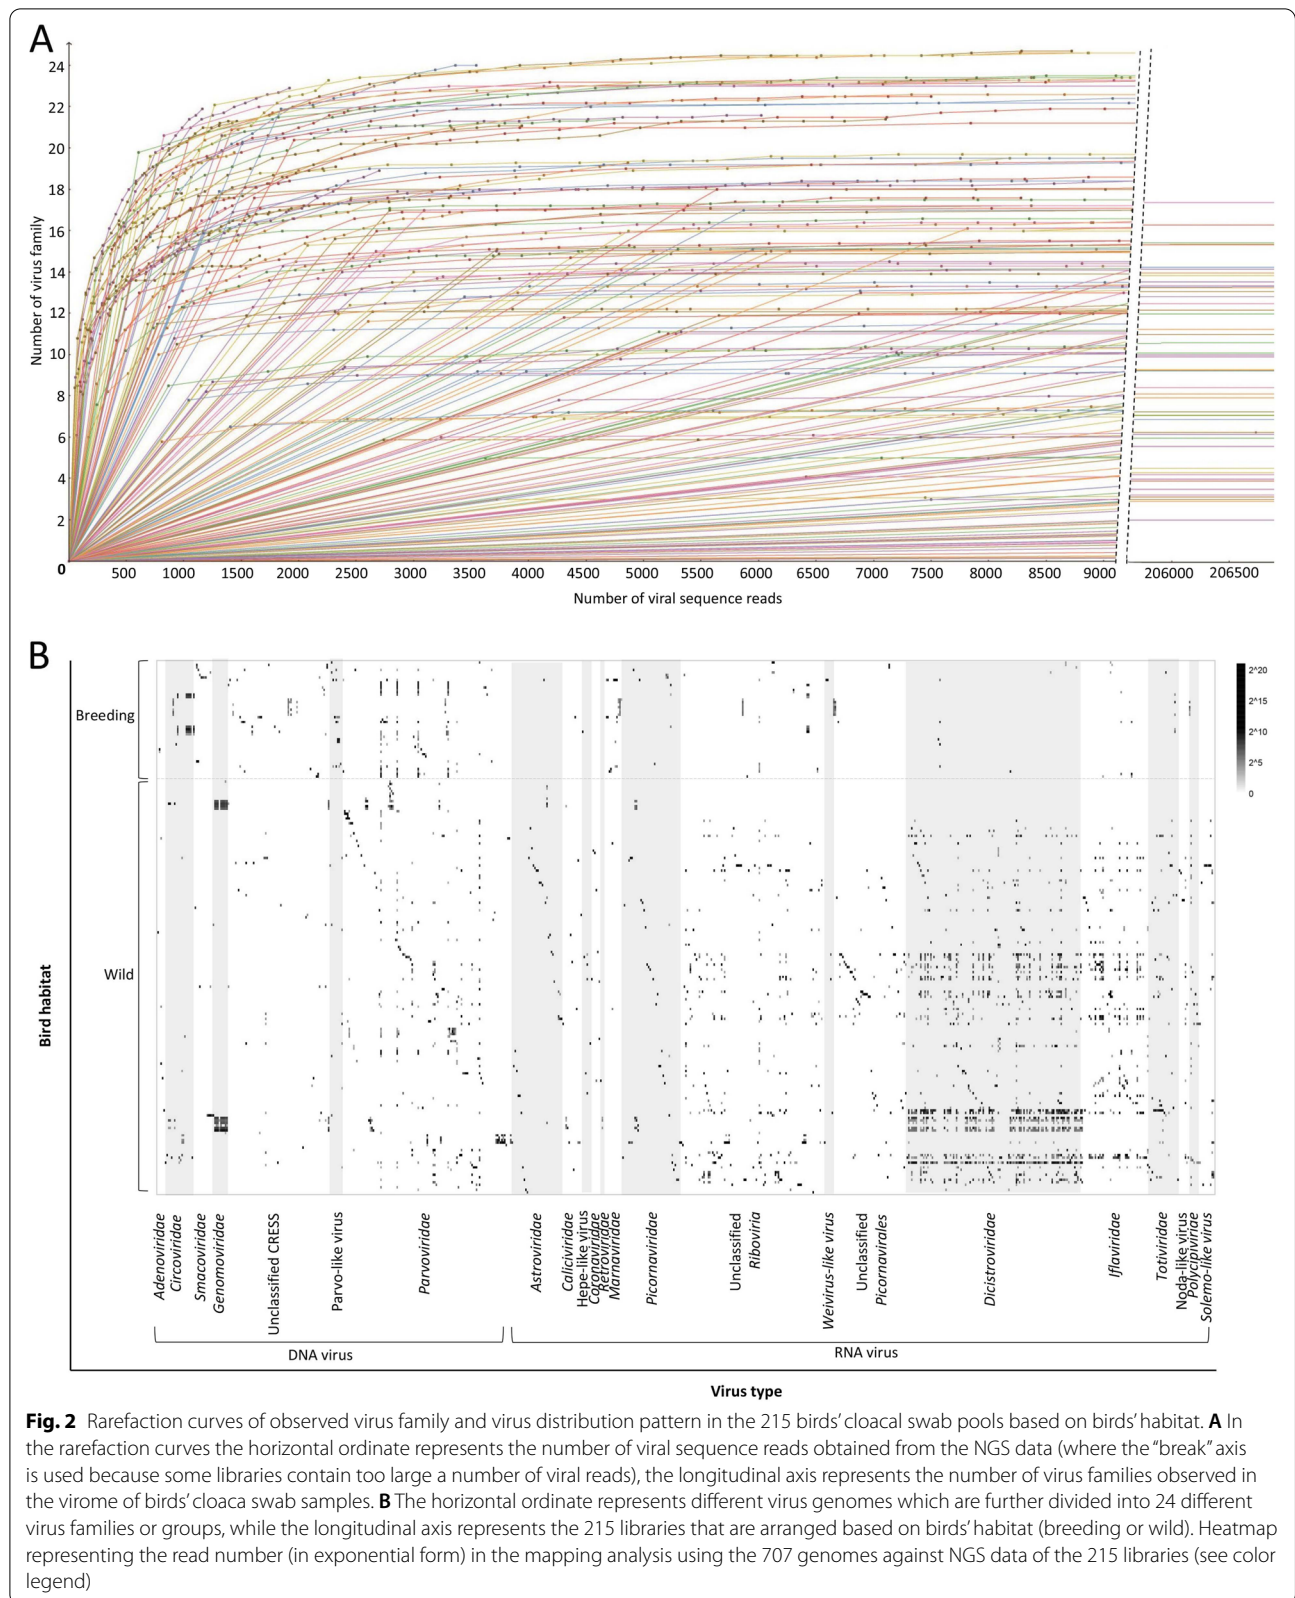 A
Number of virus family
24
22
20
18
16
14
12
10
8
6
4
2
0
500 1000 1500 2000 2500 3000 3500 4000 4500 5000 5500 6000 6500 7000 7500 8000 8500 9000 206000 206500
Number of viral sequence reads
B
2^20
2^15
2^10
2^5
0
Breeding
Wild
Bird habitat
Adenoviridae
Circoviridae
Smacoviridae
Genomoviridae
Unclassified CRESS
Parvo-like virus
Parvoviridae
Astroviridae
Caliciviridae
Hepe-like virus
Coronaviridae
Retroviridae
Marnaviridae
Picornaviridae
Unclassified
Riboviria
Weivirus-like virus
Unclassified
Picornavirales
Dicistroviridae
Iflaviridae
Totiviridae
Noda-like virus
Polycipiviriae
Solemo-like virus
DNA virus
RNA virus
Virus type
Fig. 2 Rarefaction curves of observed virus family and virus distribution pattern in the 215 birds’ cloacal swab pools based on birds’ habitat. A In
the rarefaction curves the horizontal ordinate represents the number of viral sequence reads obtained from the NGS data (where the “break” axis
is used because some libraries contain too large a number of viral reads), the longitudinal axis represents the number of virus families observed in
the virome of birds’ cloaca swab samples. B The horizontal ordinate represents different virus genomes which are further divided into 24 different
virus families or groups, while the longitudinal axis represents the 215 libraries that are arranged based on birds’ habitat (breeding or wild). Heatmap
representing the read number (in exponential form) in the mapping analysis using the 707 genomes against NGS data of the 215 libraries (see color
legend)